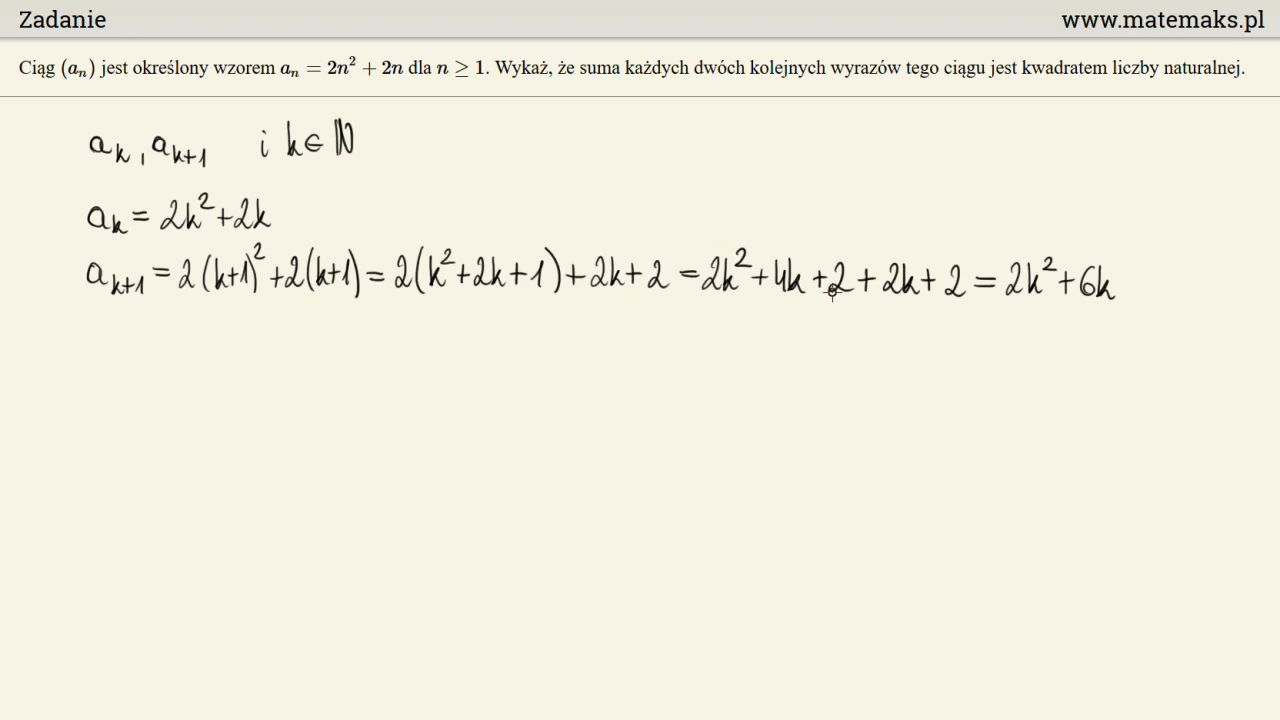 Zadanie www.matemaks.pl
Ciąg (aₙ) jest określony wzorem aₙ = 2n² + 2n dla n ≥ 1. Wykaż, że suma każdych dwóch kolejnych wyrazów tego ciągu jest kwadratem liczby naturalnej.
aₖ, aₖ₊₁ i k∈ℕ
aₖ = 2k²+2k
aₖ₊₁ = 2(k+1)²+2(k+1) = 2(k²+2k+1)+2k+2 = 2k²+4k+2+2k+2 = 2k²+6k